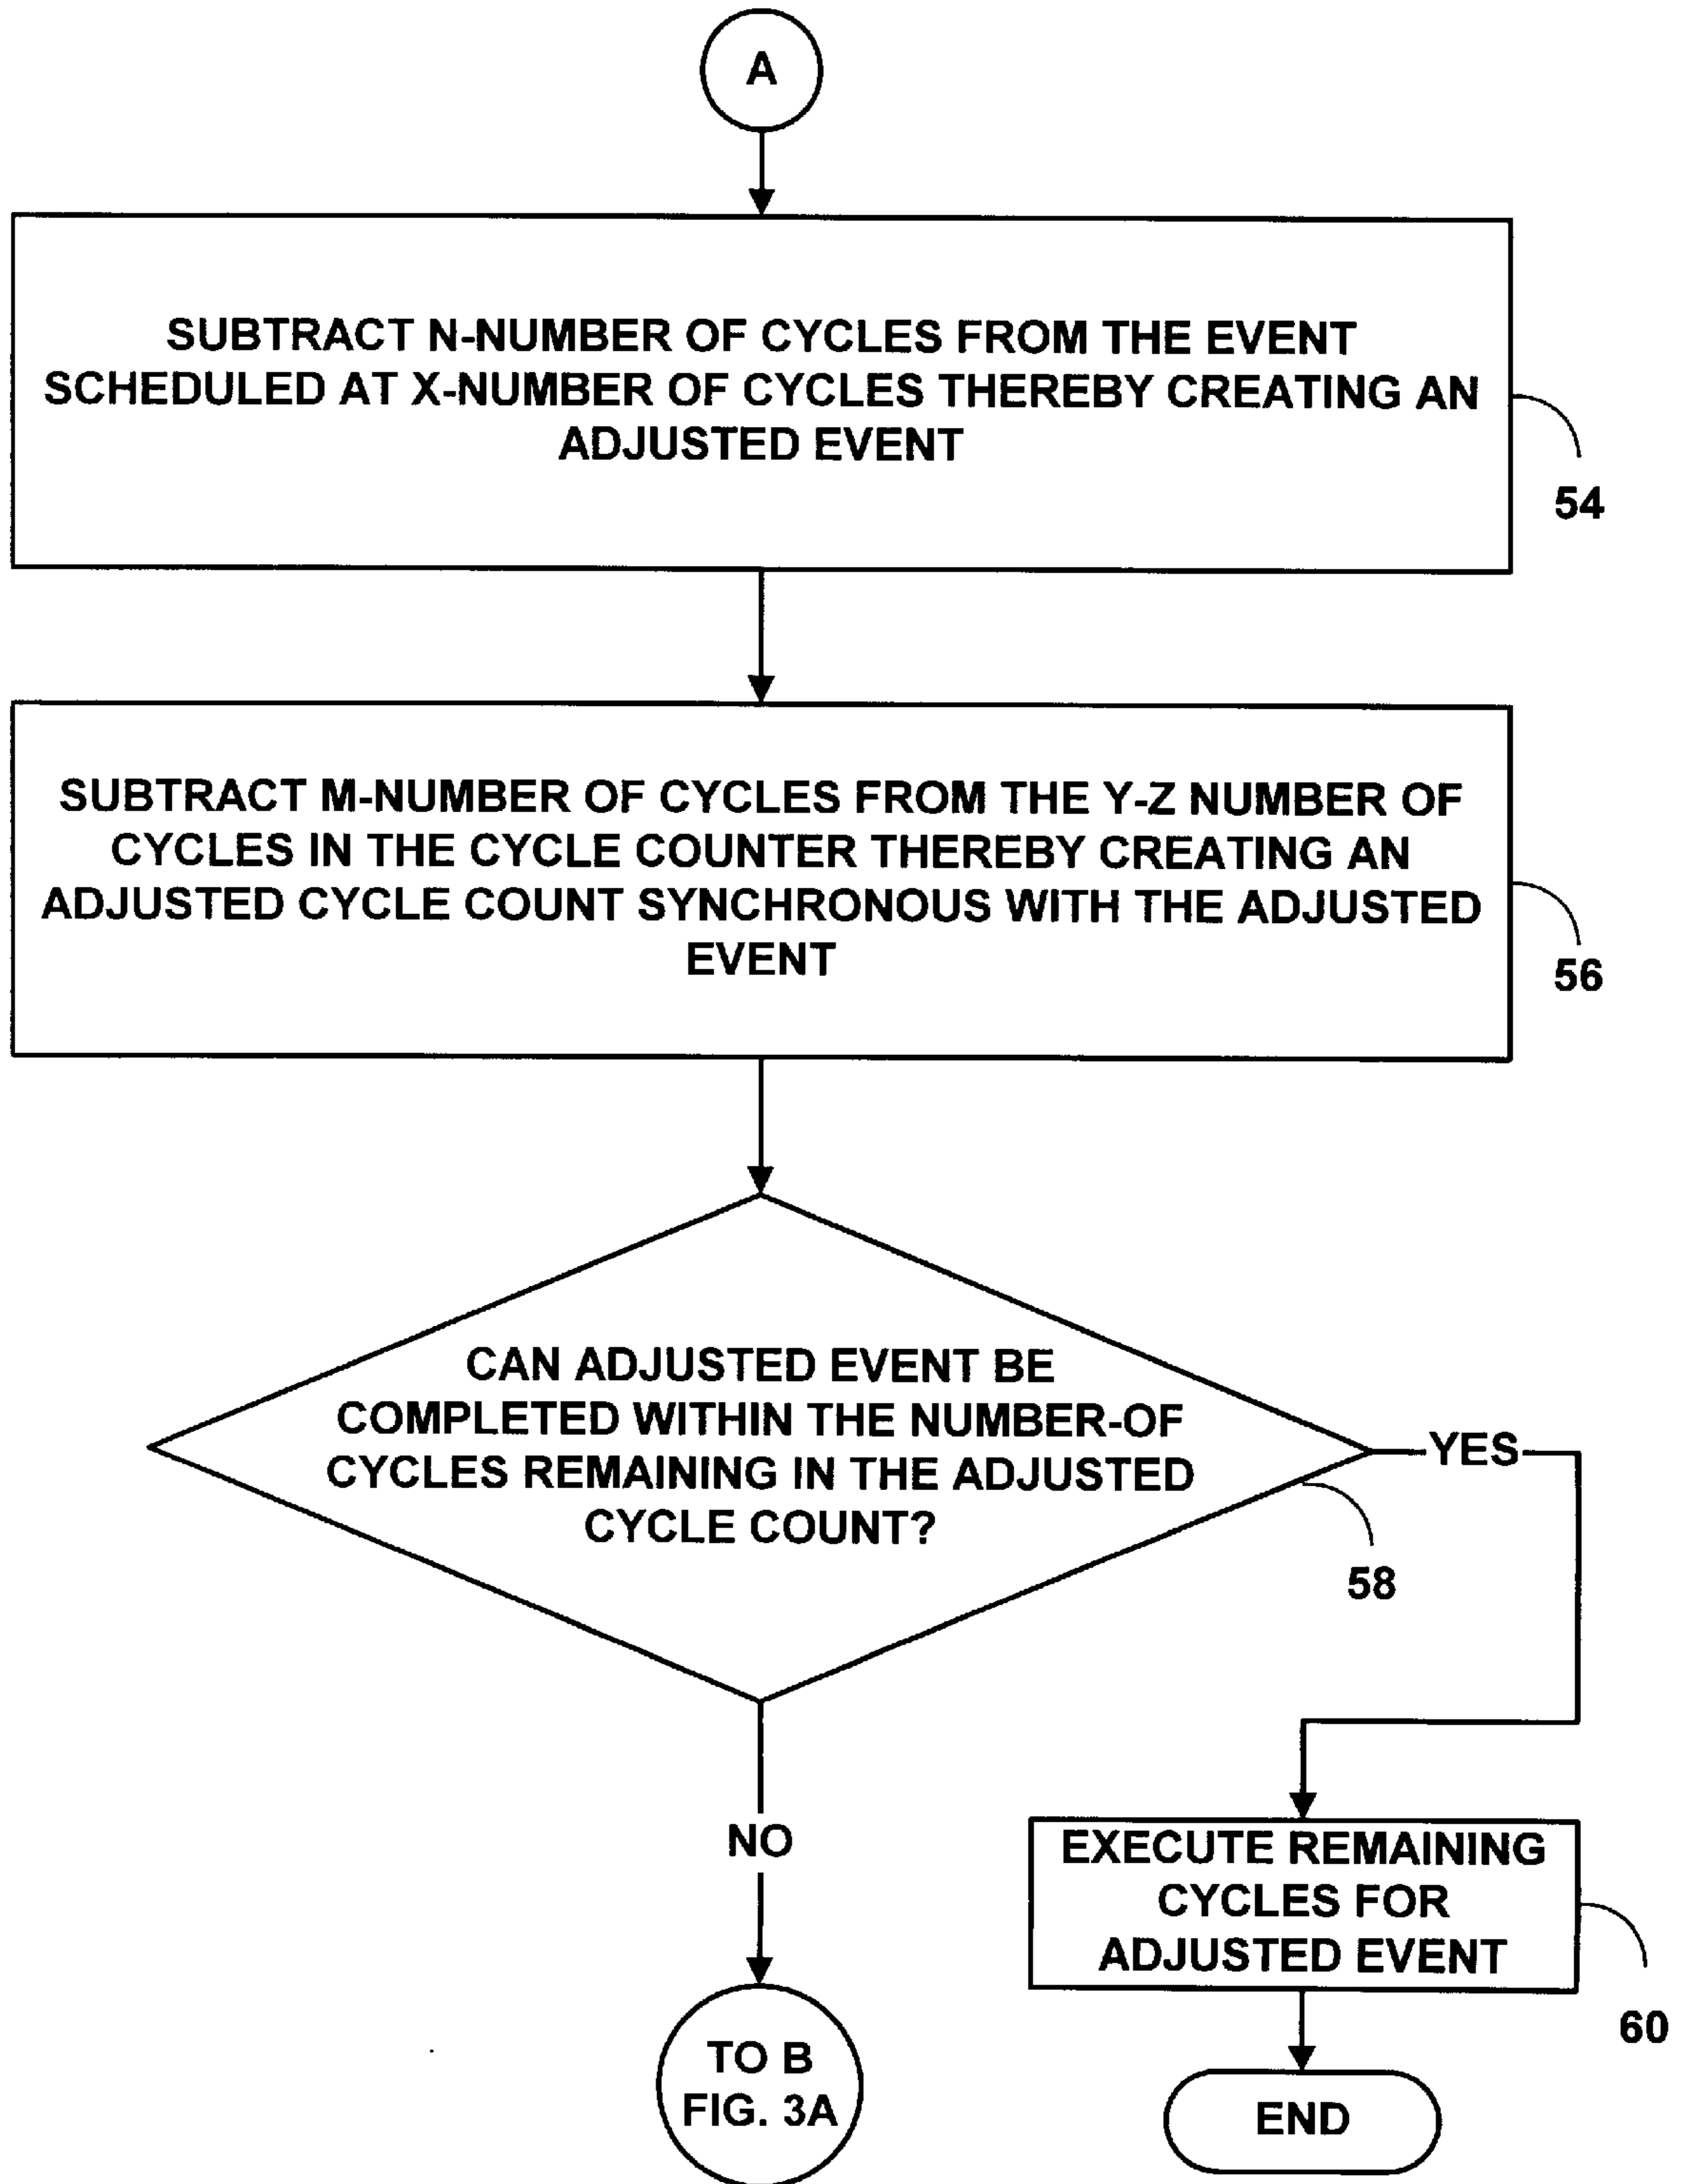 A
SUBTRACT N-NUMBER OF CYCLES FROM THE EVENT
SCHEDULED AT X-NUMBER OF CYCLES THEREBY CREATING AN
ADJUSTED EVENT
54
SUBTRACT M-NUMBER OF CYCLES FROM THE Y-Z NUMBER OF
CYCLES IN THE CYCLE COUNTER THEREBY CREATING AN
ADJUSTED CYCLE COUNT SYNCHRONOUS WITH THE ADJUSTED
EVENT
56
CAN ADJUSTED EVENT BE
COMPLETED WITHIN THE NUMBER-OF
CYCLES REMAINING IN THE ADJUSTED
CYCLE COUNT?
YES
58
NO
EXECUTE REMAINING
CYCLES FOR
ADJUSTED EVENT
60
TO B
FIG. 3A
END